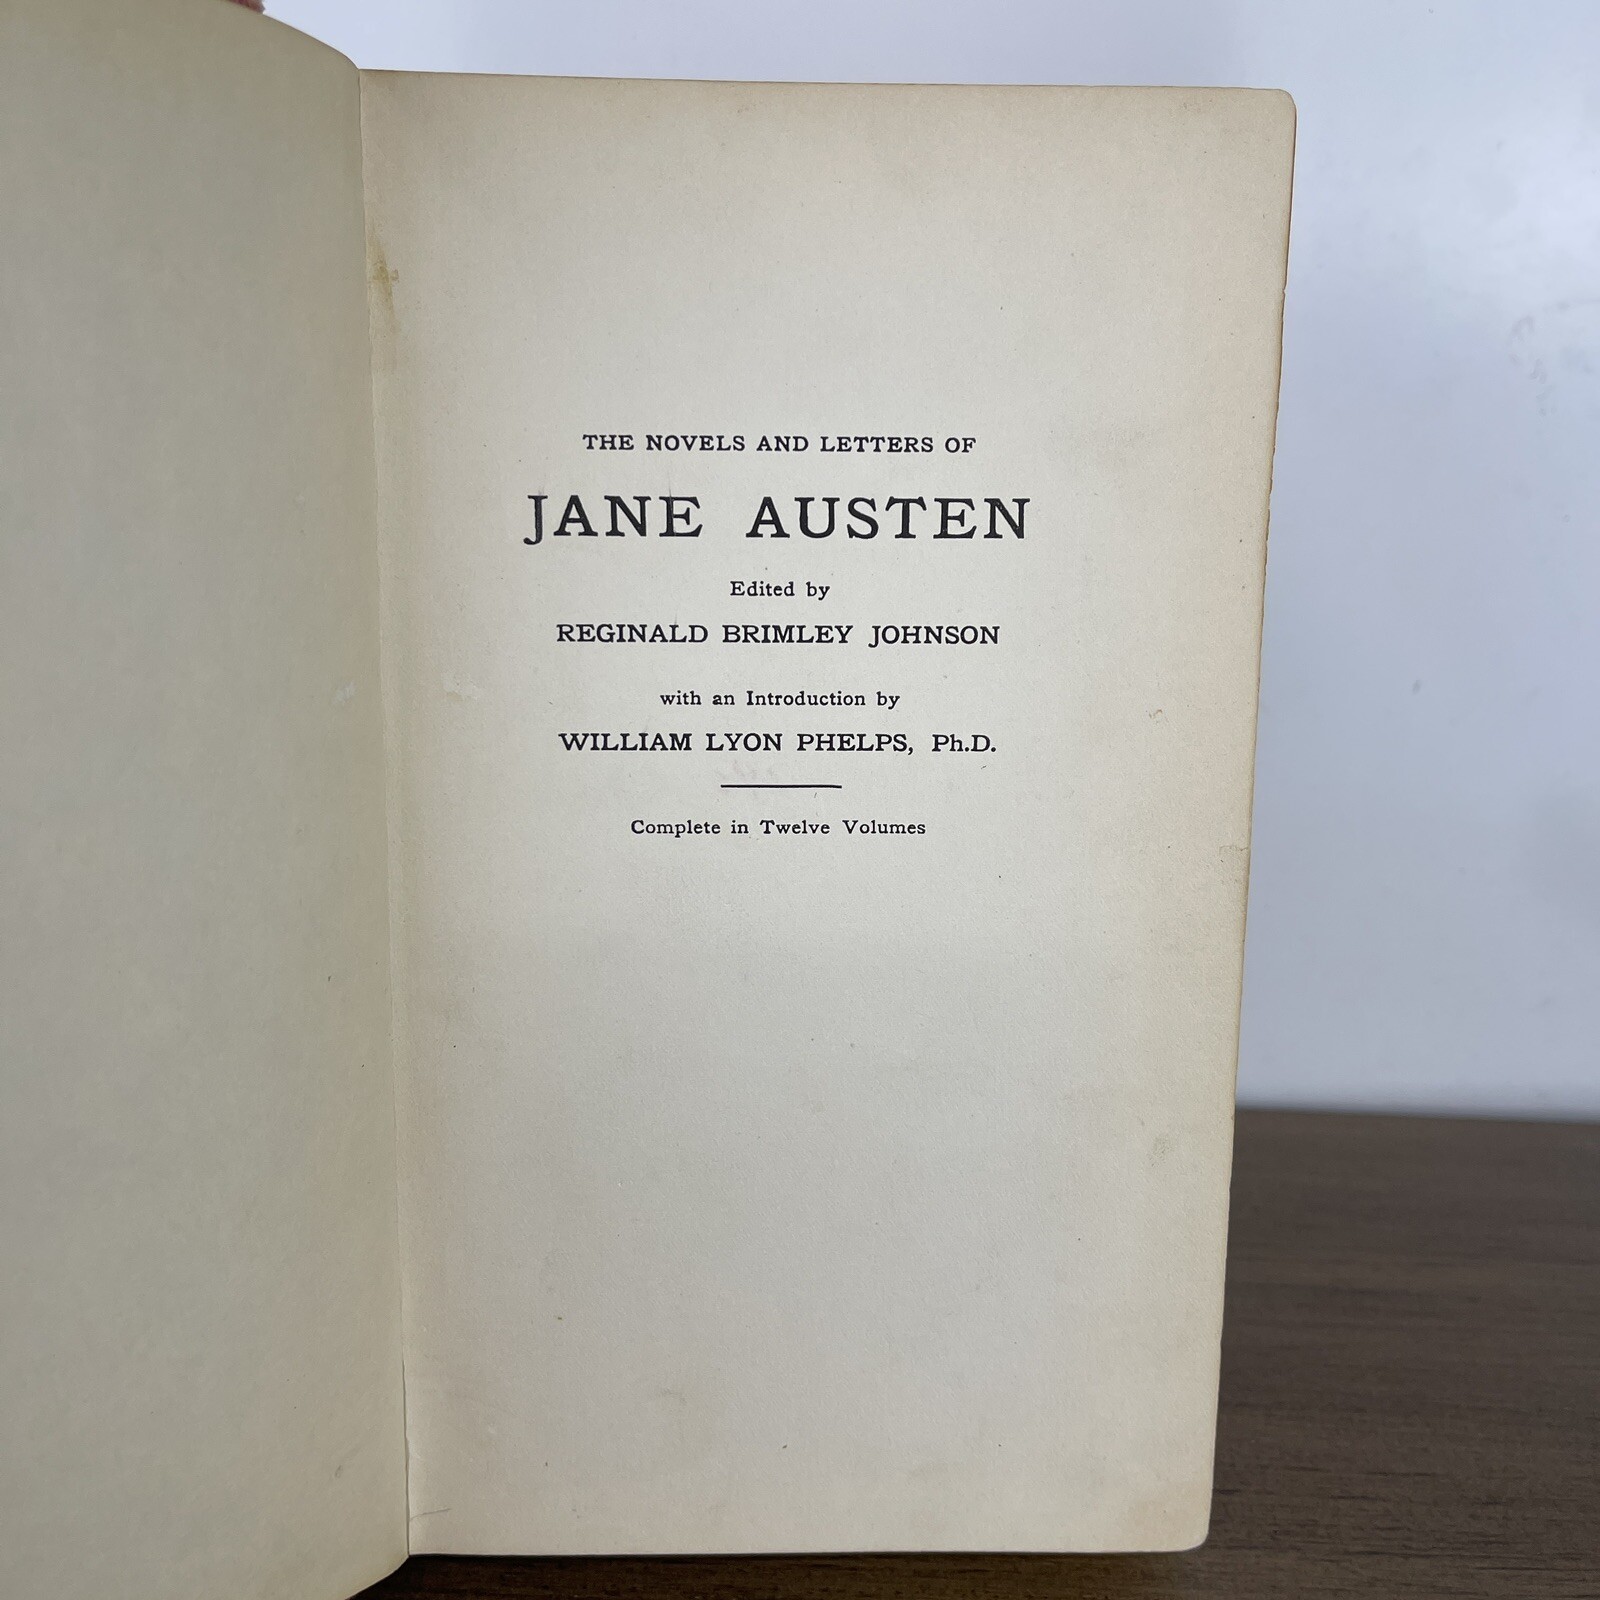 THE NOVELS AND LETTERS OF
JANE AUSTEN
Edited by
REGINALD BRIMLEY JOHNSON
with an Introduction by
WILLIAM LYON PHELPS, Ph.D.
Complete in Twelve Volumes